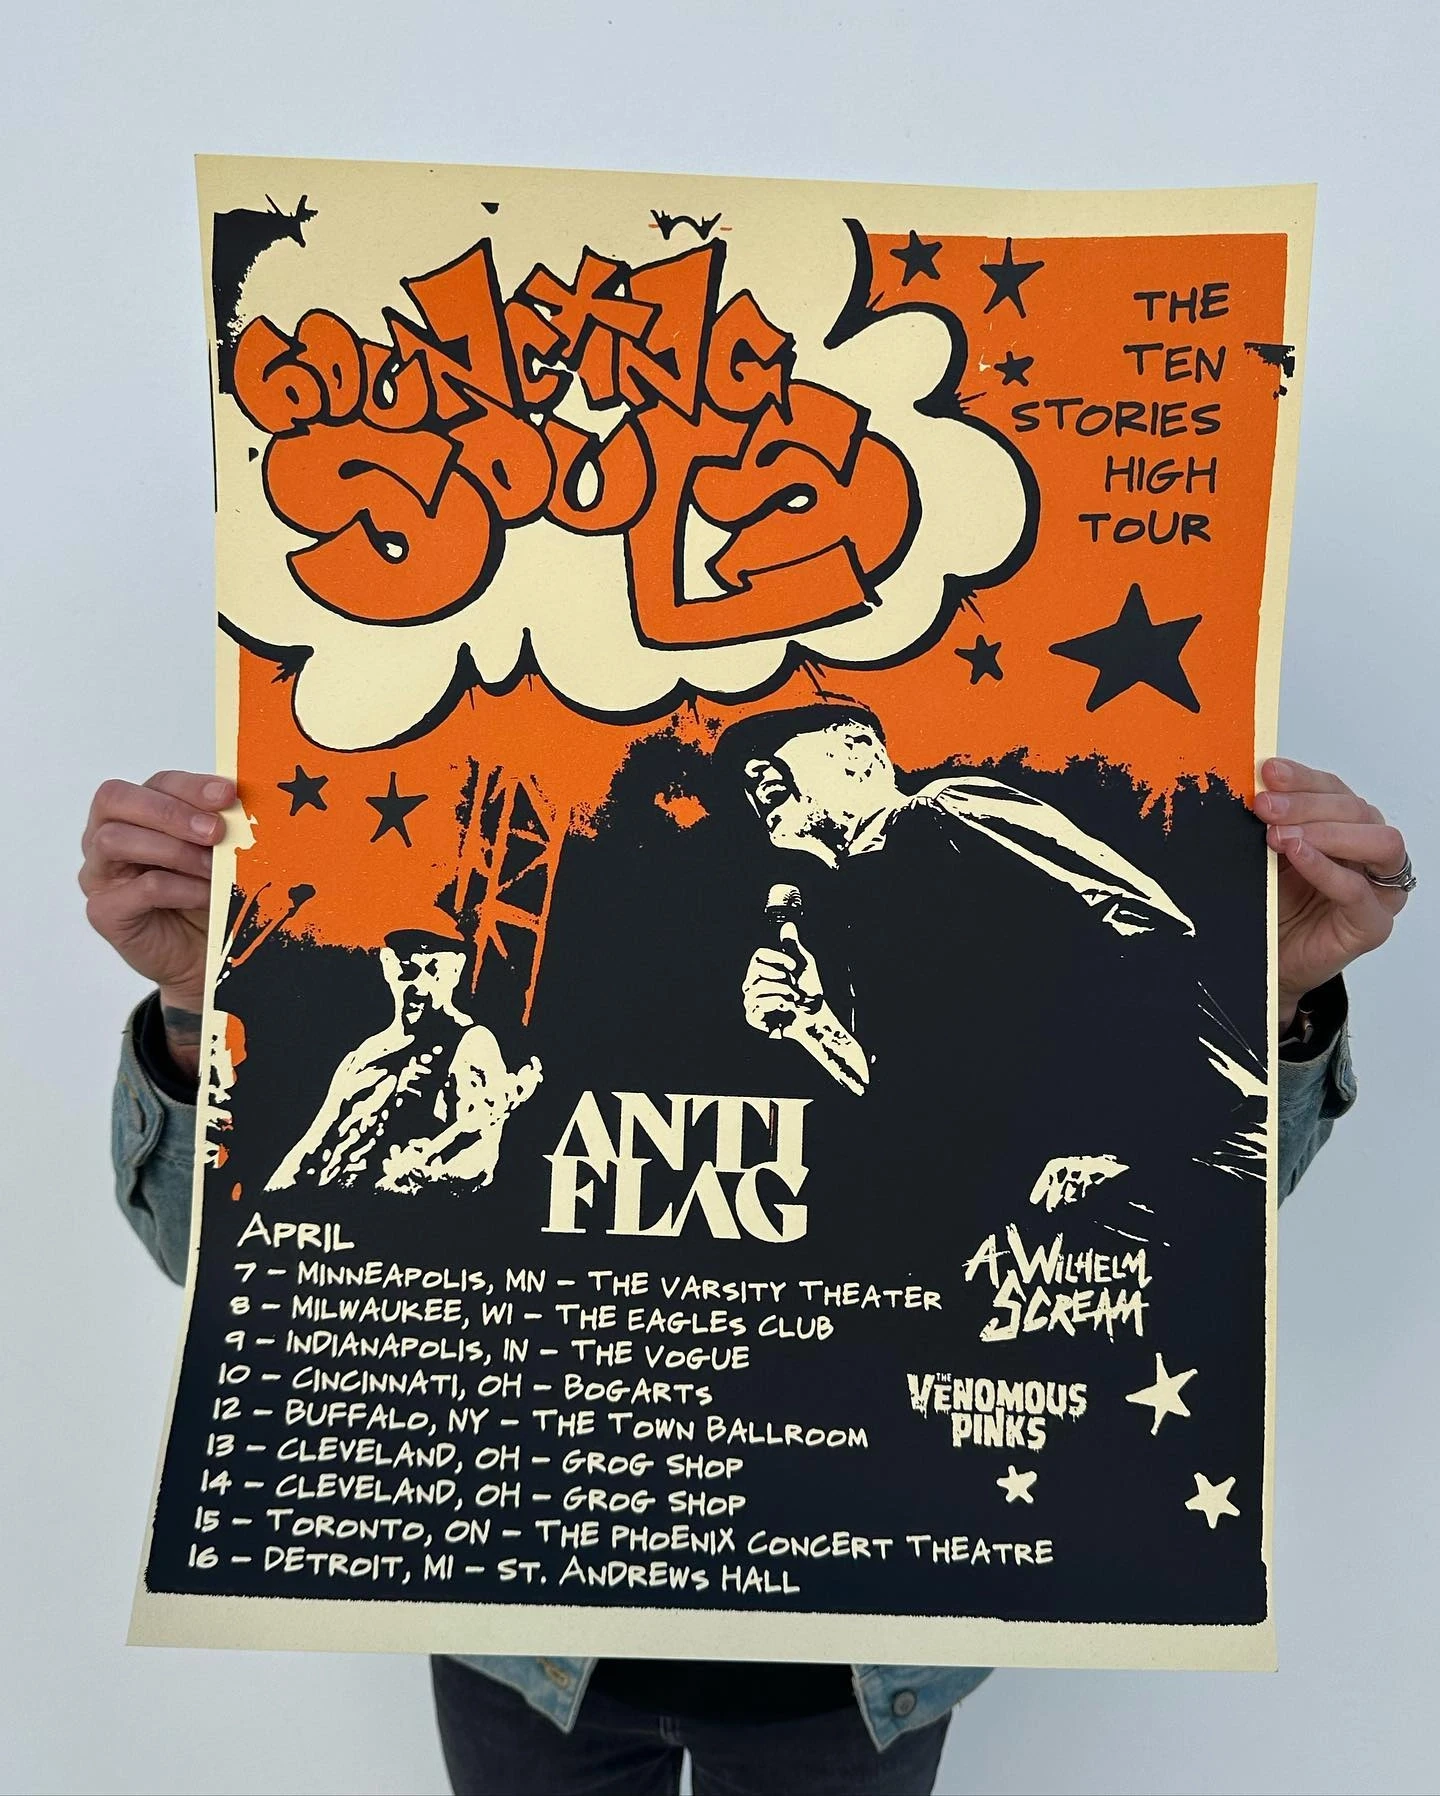 BOUNCING
SOULS
THE
TEN
STORIES
HIGH
TOUR
ANTI
FLAG
APRIL
7 – MINNEAPOLIS, MN – THE VARSITY THEATER
8 – MILWAUKEE, WI – THE EAGLES CLUB
9 – INDIANAPOLIS, IN – THE VOGUE
10 – CINCINNATI, OH – BOGARTS
12 – BUFFALO, NY – THE TOWN BALLROOM
13 – CLEVELAND, OH – GROG SHOP
14 – CLEVELAND, OH – GROG SHOP
15 – TORONTO, ON – THE PHOENIX CONCERT THEATRE
16 – DETROIT, MI – ST. ANDREWS HALL
A WILHELM
SCREAM
THE
VENOMOUS
PINKS